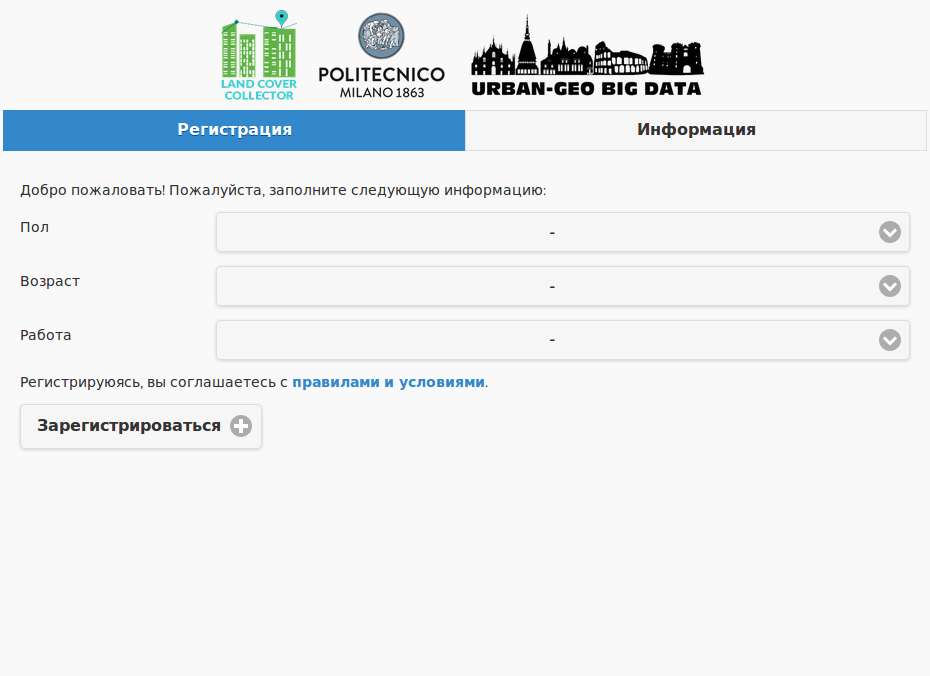 LAND COVER
COLLECTOR
POLITECNICO
MILANO 1863
URBAN-GEO BIG DATA
Регистрация
Информация
Добро пожаловать! Пожалуйста, заполните следующую информацию:
Пол
-
Возраст
-
Работа
-
Регистрируюясь, вы соглашаетесь с правилами и условиями.
Зарегистрироваться